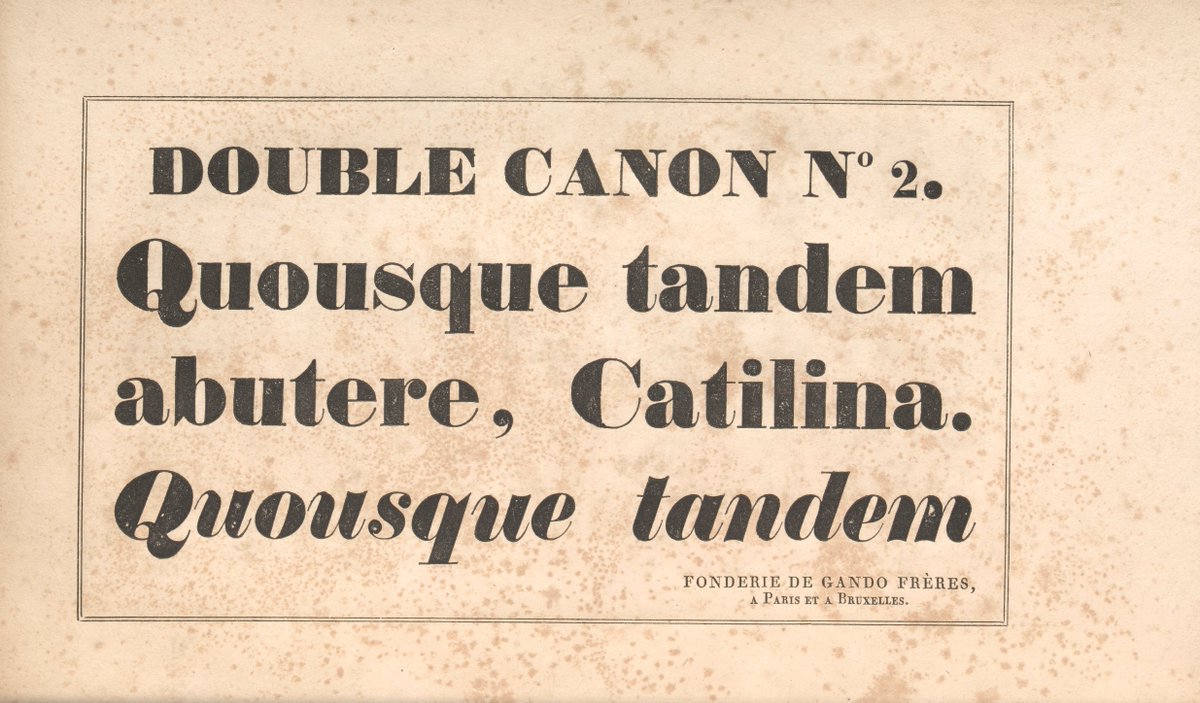 DOUBLE CANON Nº 2.
Quousque tandem
abutere, Catilina.
Quousque tandem
FONDERIE DE GANDO FRÈRES,
A PARIS ET A BRUXELLES.